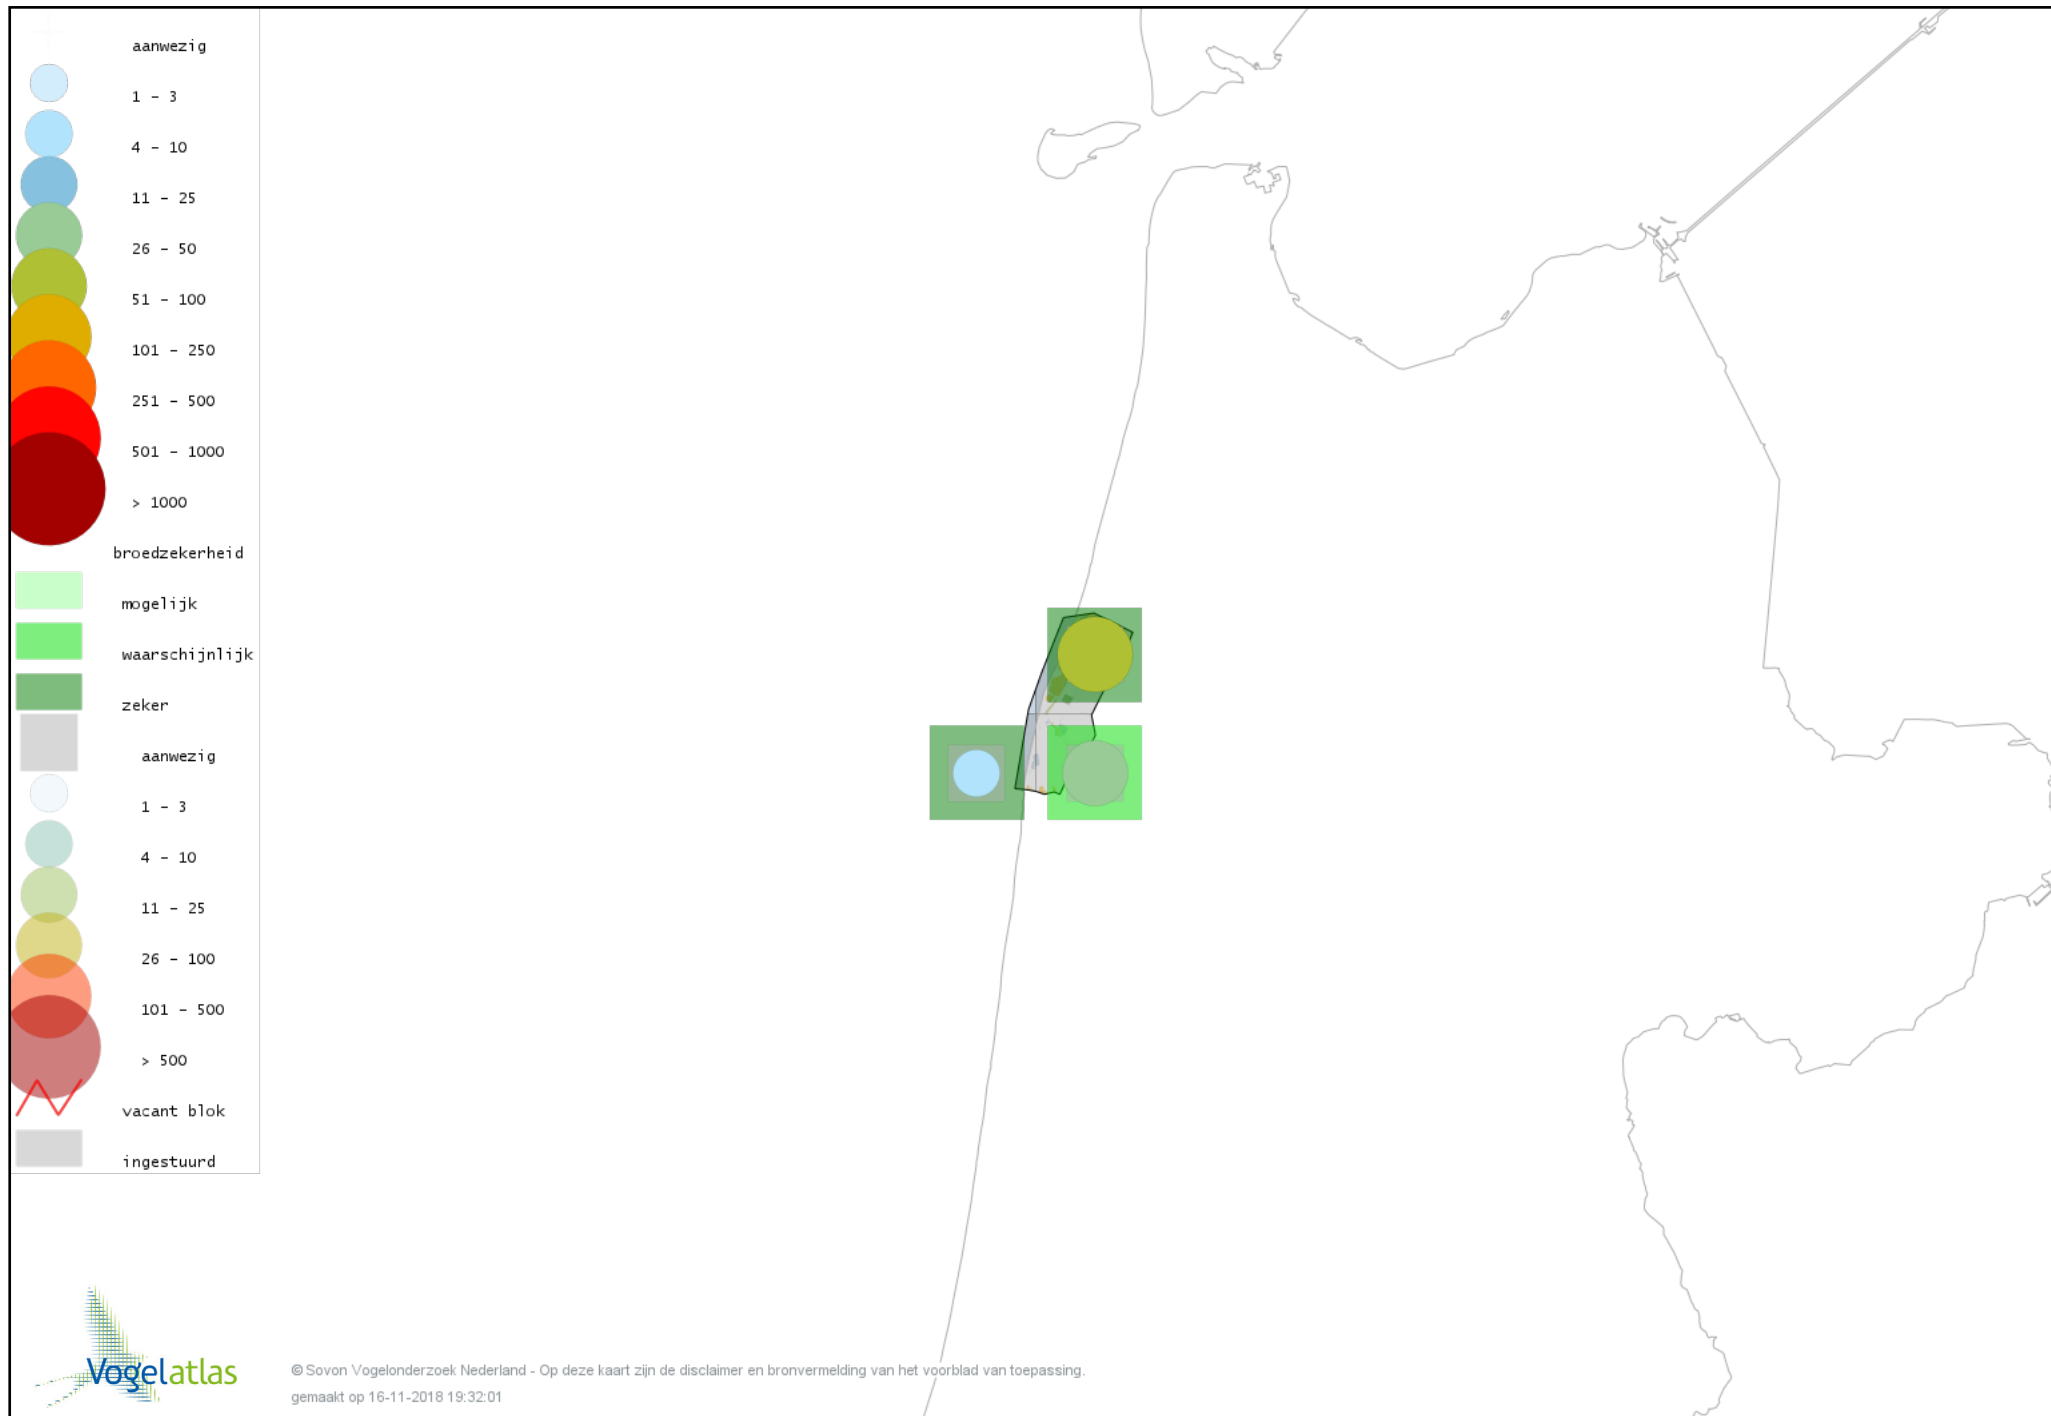 aanwezig
1 - 3
4 - 10
11 - 25
26 - 50
51 - 100
101 - 250
251 - 500
501 - 1000
> 1000
broedzekerheid
mogelijk
waarschijnlijk
zeker
aanwezig
1 - 3
4 - 10
11 - 25
26 - 100
101 - 500
> 500
vacant blok
ingestuurd
Vogelatlas
© Sovon Vogelonderzoek Nederland - Op deze kaart zijn de disclaimer en bronvermelding van het voorblad van toepassing.
gemaakt op 16-11-2018 19:32:01